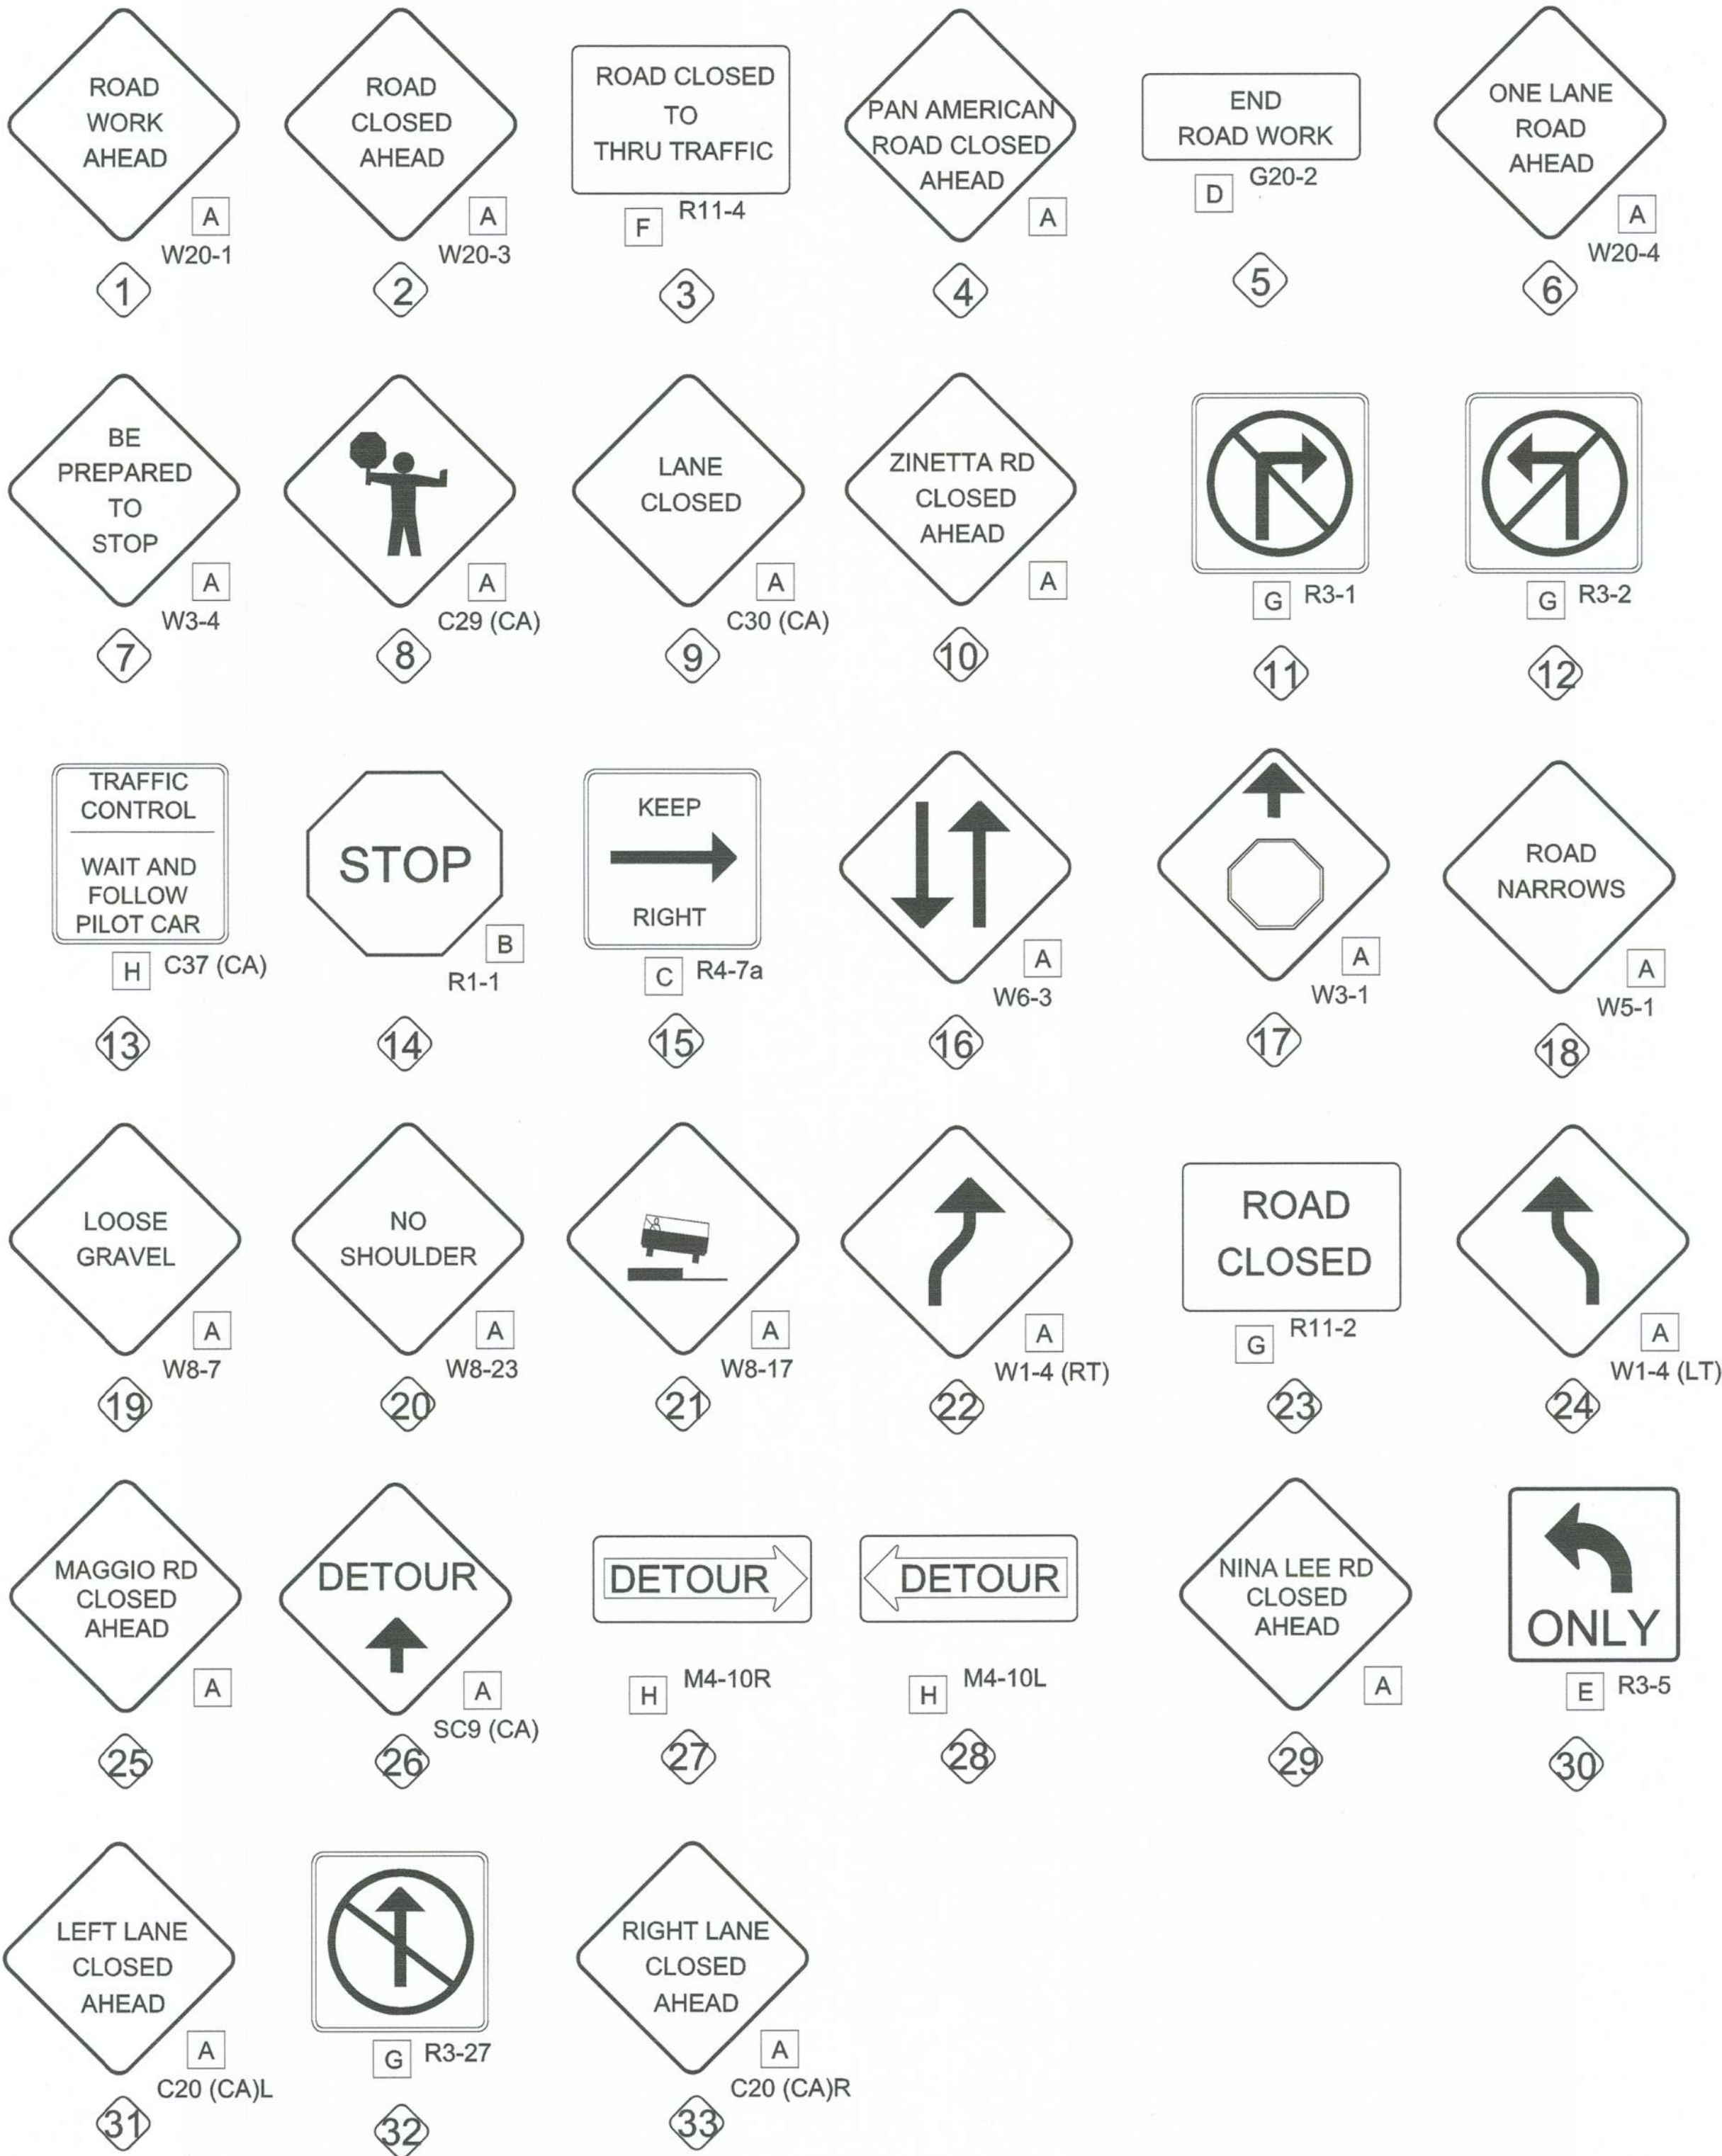 ROAD
WORK
AHEAD
A
W20-1
1
ROAD
CLOSED
AHEAD
A
W20-3
2
ROAD CLOSED
TO
THRU TRAFFIC
F
R11-4
3
PAN AMERICAN
ROAD CLOSED
AHEAD
A
4
END
ROAD WORK
D
G20-2
5
ONE LANE
ROAD
AHEAD
A
W20-4
6
BE
PREPARED
TO
STOP
A
W3-4
7
A
C29 (CA)
8
LANE
CLOSED
A
C30 (CA)
9
ZINETTA RD
CLOSED
AHEAD
A
10
G
R3-1
11
G
R3-2
12
TRAFFIC
CONTROL
WAIT AND
FOLLOW
PILOT CAR
H
C37 (CA)
13
STOP
B
R1-1
14
KEEP
RIGHT
C
R4-7a
15
A
W6-3
16
A
W3-1
17
ROAD
NARROWS
A
W5-1
18
LOOSE
GRAVEL
A
W8-7
19
NO
SHOULDER
A
W8-23
20
A
W8-17
21
A
W1-4 (RT)
22
ROAD
CLOSED
G
R11-2
23
A
W1-4 (LT)
24
MAGGIO RD
CLOSED
AHEAD
A
25
DETOUR
A
SC9 (CA)
26
DETOUR
H
M4-10R
27
DETOUR
H
M4-10L
28
NINA LEE RD
CLOSED
AHEAD
A
29
ONLY
E
R3-5
30
LEFT LANE
CLOSED
AHEAD
A
C20 (CA)L
31
G
R3-27
32
RIGHT LANE
CLOSED
AHEAD
A
C20 (CA)R
33